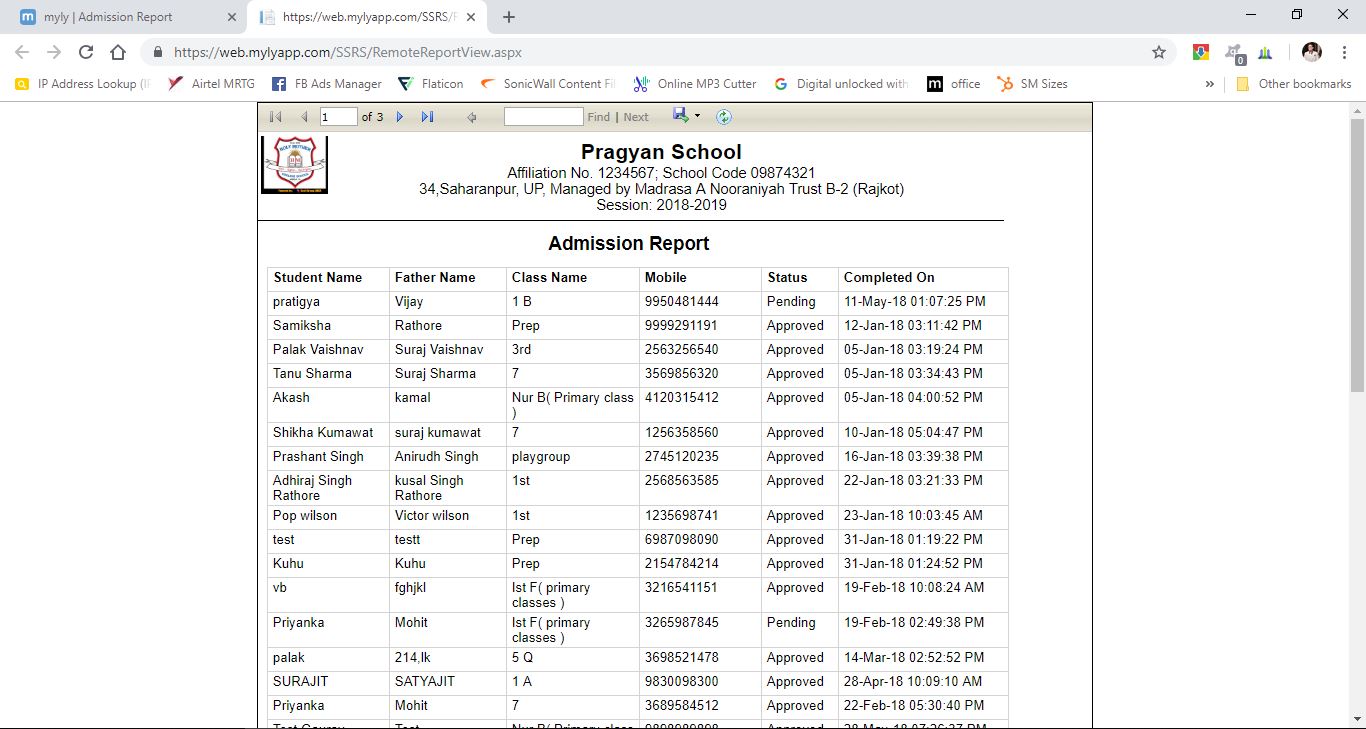 myly | Admission Report
https://web.mylyapp.com/SSRS/R
https://web.mylyapp.com/SSRS/RemoteReportView.aspx
0
IP Address Lookup (I
Airtel MRTG
FB Ads Manager
Flaticon
SonicWall Content Fil
Online MP3 Cutter
Digital unlocked with
office
SM Sizes
»
Other bookmarks
1 of 3 Find | Next
Pragyan School
Affiliation No. 1234567; School Code 09874321
34,Saharanpur, UP, Managed by Madrasa A Nooraniyah Trust B-2 (Rajkot)
Session: 2018-2019
Admission Report
Student Name Father Name Class Name Mobile Status Completed On
pratigya Vijay 1 B 9950481444 Pending 11-May-18 01:07:25 PM
Samiksha Rathore Prep 9999291191 Approved 12-Jan-18 03:11:42 PM
Palak Vaishnav Suraj Vaishnav 3rd 2563256540 Approved 05-Jan-18 03:19:24 PM
Tanu Sharma Suraj Sharma 7 3569856320 Approved 05-Jan-18 03:34:43 PM
Akash kamal Nur B( Primary class 4120315412 Approved 05-Jan-18 04:00:52 PM
)
Shikha Kumawat suraj kumawat 7 1256358560 Approved 10-Jan-18 05:04:47 PM
Prashant Singh Anirudh Singh playgroup 2745120235 Approved 16-Jan-18 03:39:38 PM
Adhiraj Singh kusal Singh 1st 2568563585 Approved 22-Jan-18 03:21:33 PM
Rathore Rathore
Pop wilson Victor wilson 1st 1235698741 Approved 23-Jan-18 10:03:45 AM
test testt Prep 6987098090 Approved 31-Jan-18 01:19:22 PM
Kuhu Kuhu Prep 2154784214 Approved 31-Jan-18 01:24:52 PM
vb fghjkl Ist F( primary 3216541151 Approved 19-Feb-18 10:08:24 AM
classes )
Priyanka Mohit Ist F( primary 3265987845 Pending 19-Feb-18 02:49:38 PM
classes )
palak 214,lk 5 Q 3698521478 Approved 14-Mar-18 02:52:52 PM
SURAJIT SATYAJIT 1 A 9830098300 Approved 28-Apr-18 10:09:10 AM
Priyanka Mohit 7 3689584512 Approved 22-Feb-18 05:30:40 PM